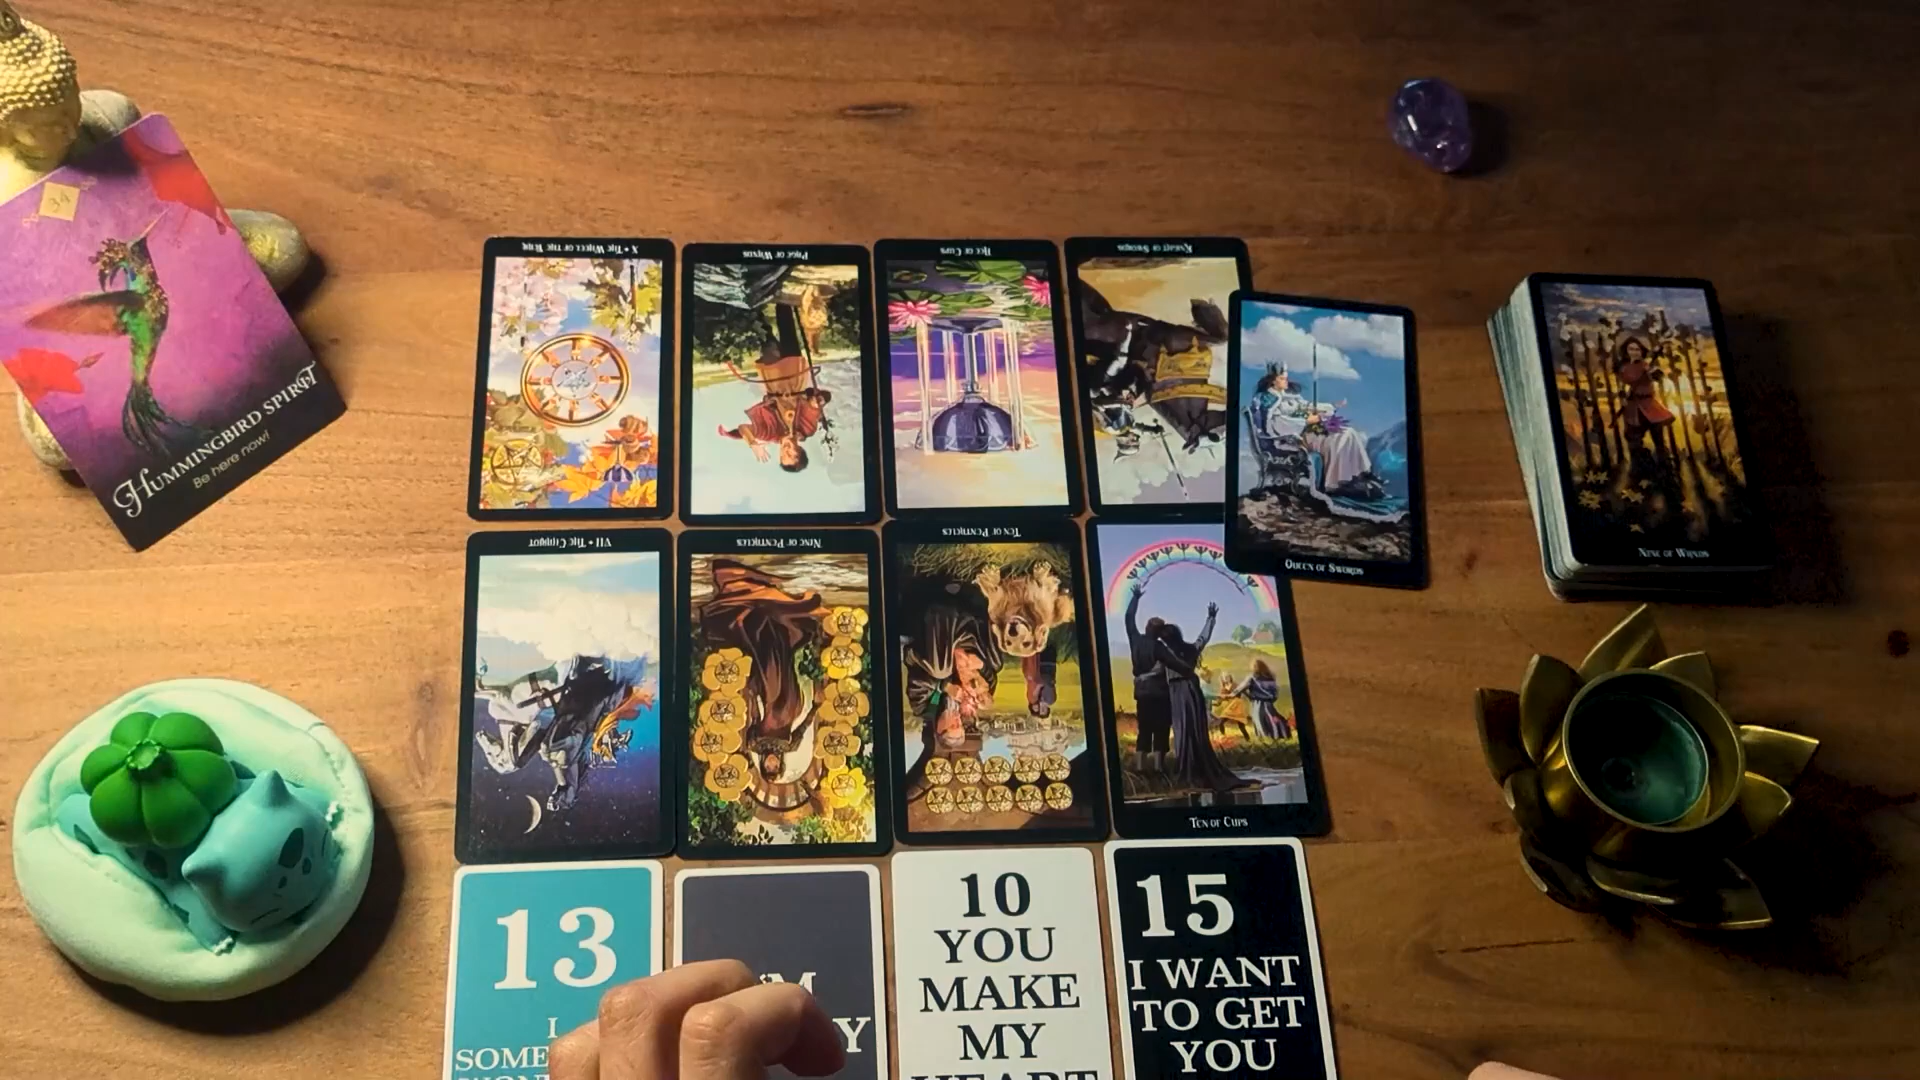 34
HUMMINGBIRD SPIRIT
Be here now!
X • THE WHEEL OF THE YEAR
PAGE OF WANDS
ACE OF CUPS
KNIGHT OF SWORDS
QUEEN OF SWORDS
NINE OF WANDS
VII • THE CHARIOT
NINE OF PENTACLES
TEN OF PENTACLES
TEN OF CUPS
13
I
10
YOU
MAKE
MY
HEART
15
I WANT
TO GET
YOU